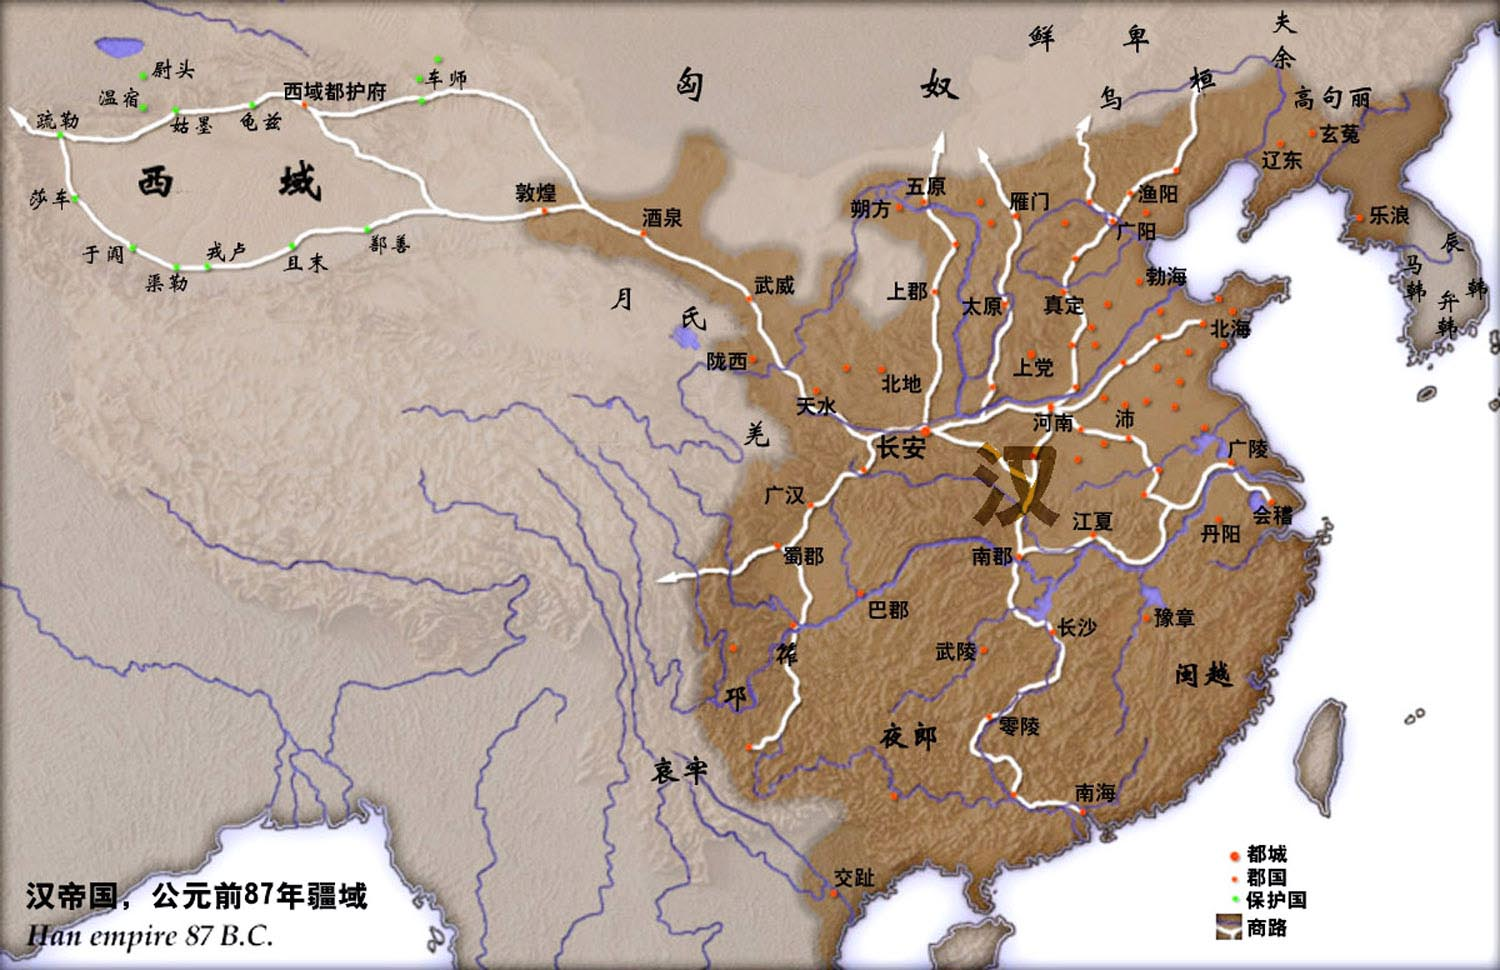 夫
余
鲜 卑
匈 奴
乌 桓
高句丽
玄菟
辽东
尉头
温宿
疏勒
姑墨
龟兹
西域都护府
车师
西 域
莎车
于阗
渠勒
戎卢
且末
鄯善
敦煌
酒泉
武威
月 氏
陇西
天水
羌
五原
朔方
雁门
渔阳
广阳
乐浪
辰
韩
马
韩
弁
韩
上郡
太原
真定
勃海
北海
北地
上党
河南
沛
长安
汉
广陵
会稽
丹阳
江夏
南郡
广汉
蜀郡
巴郡
长沙
豫章
武陵
闽越
筰
邛
夜郎
零陵
哀牢
南海
交趾
都城
郡国
保护国
商路
汉帝国，公元前87年疆域
Han empire 87 B.C.